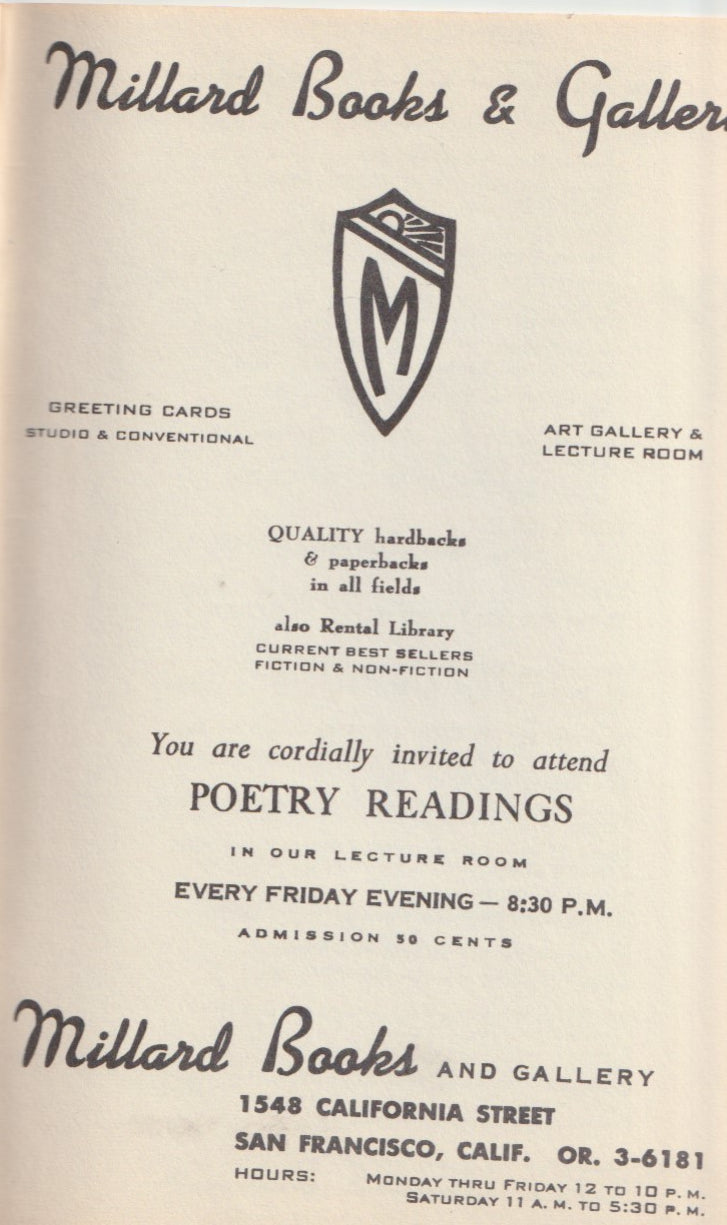 Millard Books & Galler
M
GREETING CARDS
STUDIO & CONVENTIONAL
ART GALLERY &
LECTURE ROOM
QUALITY hardbacks
& paperbacks
in all fields
also Rental Library
CURRENT BEST SELLERS
FICTION & NON-FICTION
You are cordially invited to attend
POETRY READINGS
IN OUR LECTURE ROOM
EVERY FRIDAY EVENING — 8:30 P.M.
ADMISSION 50 CENTS
Millard Books AND GALLERY
1548 CALIFORNIA STREET
SAN FRANCISCO, CALIF. OR. 3-6181
HOURS: MONDAY THRU FRIDAY 12 TO 10 P. M.
SATURDAY 11 A. M. TO 5:30 P. M.